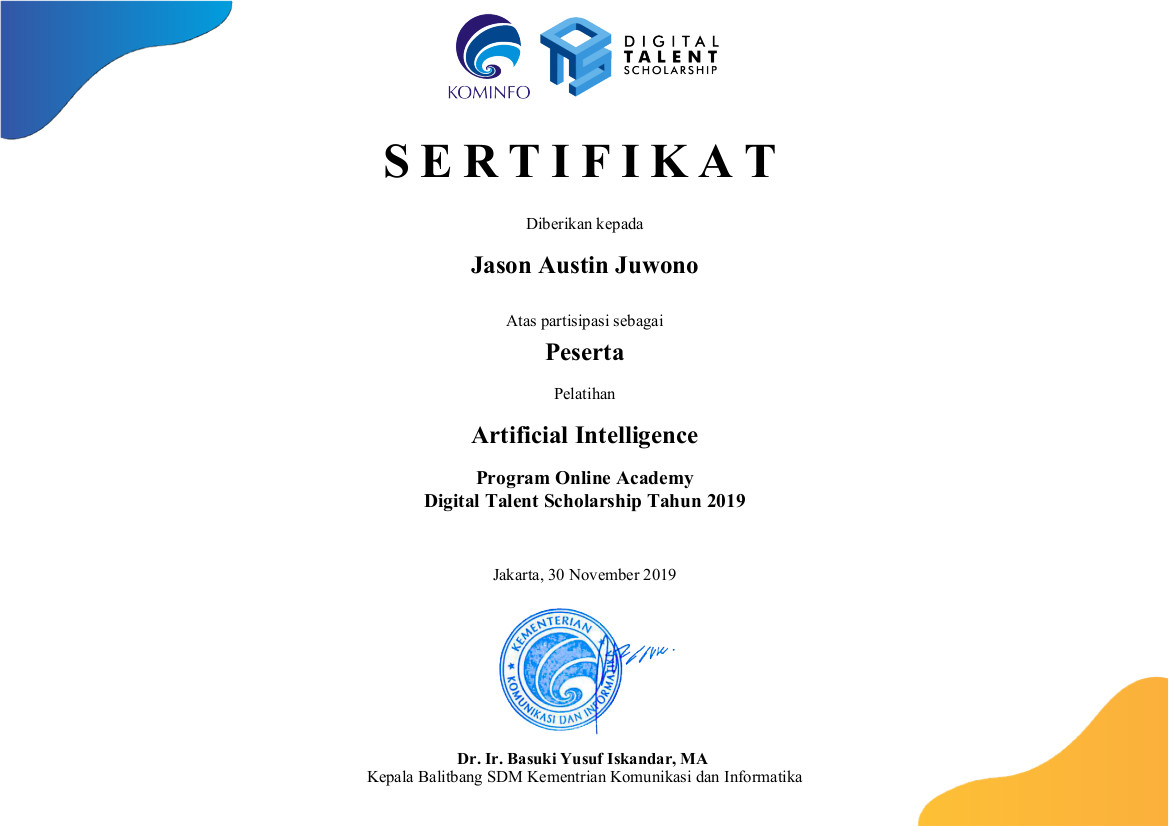 KOMINFO
DIGITAL
TALENT
SCHOLARSHIP
SERTIFIKAT
Diberikan kepada
Jason Austin Juwono
Atas partisipasi sebagai
Peserta
Pelatihan
Artificial Intelligence
Program Online Academy
Digital Talent Scholarship Tahun 2019
Jakarta, 30 November 2019
KEMENTERIAN
KOMUNIKASI DAN INFORMATIKA
Dr. Ir. Basuki Yusuf Iskandar, MA
Kepala Balitbang SDM Kementrian Komunikasi dan Informatika